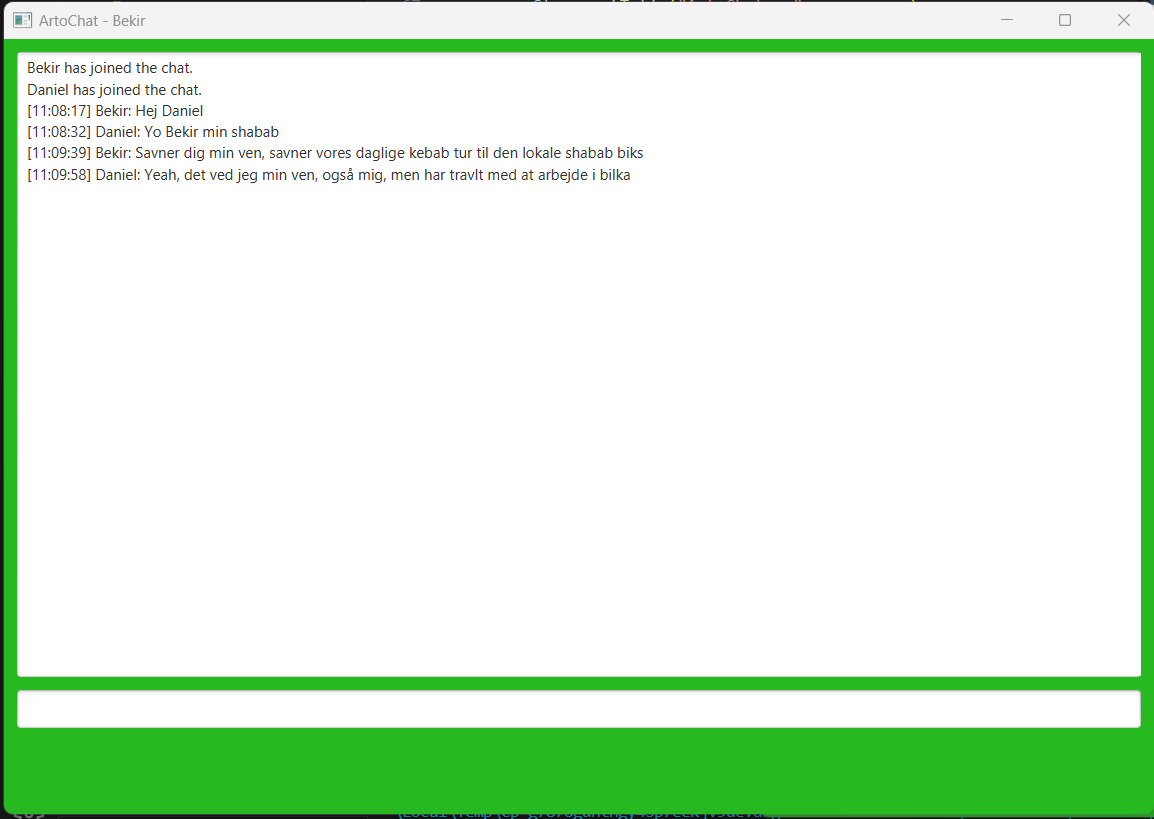 ArtoChat - Bekir
Bekir has joined the chat.
Daniel has joined the chat.
[11:08:17] Bekir: Hej Daniel
[11:08:32] Daniel: Yo Bekir min shabab
[11:09:39] Bekir: Savner dig min ven, savner vores daglige kebab tur til den lokale shabab biks
[11:09:58] Daniel: Yeah, det ved jeg min ven, også mig, men har travlt med at arbejde i bilka